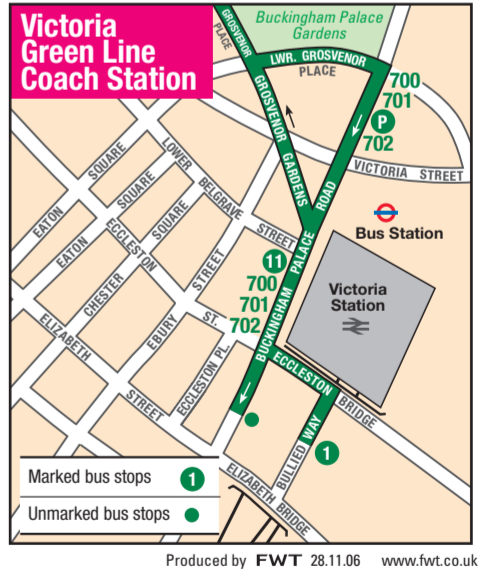 Victoria
Green Line
Coach Station
GROSVENOR
PLACE
Buckingham Palace
Gardens
LWR. GROSVENOR
PLACE
GROSVENOR
GARDENS
700
701
P
702
VICTORIA STREET
SQUARE
LOWER
BELGRAVE
STREET
SQUARE
SQUARE
EATON
EATON
CHESTER
ECCLESTON
ST.
EBURY
STREET
BUCKINGHAM PALACE ROAD
Bus Station
11
700
701
702
Victoria
Station
ELIZABETH
STREET
ECCLESTON PL.
ECCLESTON
BRIDGE
BULLIED WAY
1
ELIZABETH BRIDGE
Marked bus stops 1
Unmarked bus stops
Produced by FWT 28.11.06 www.fwt.co.uk